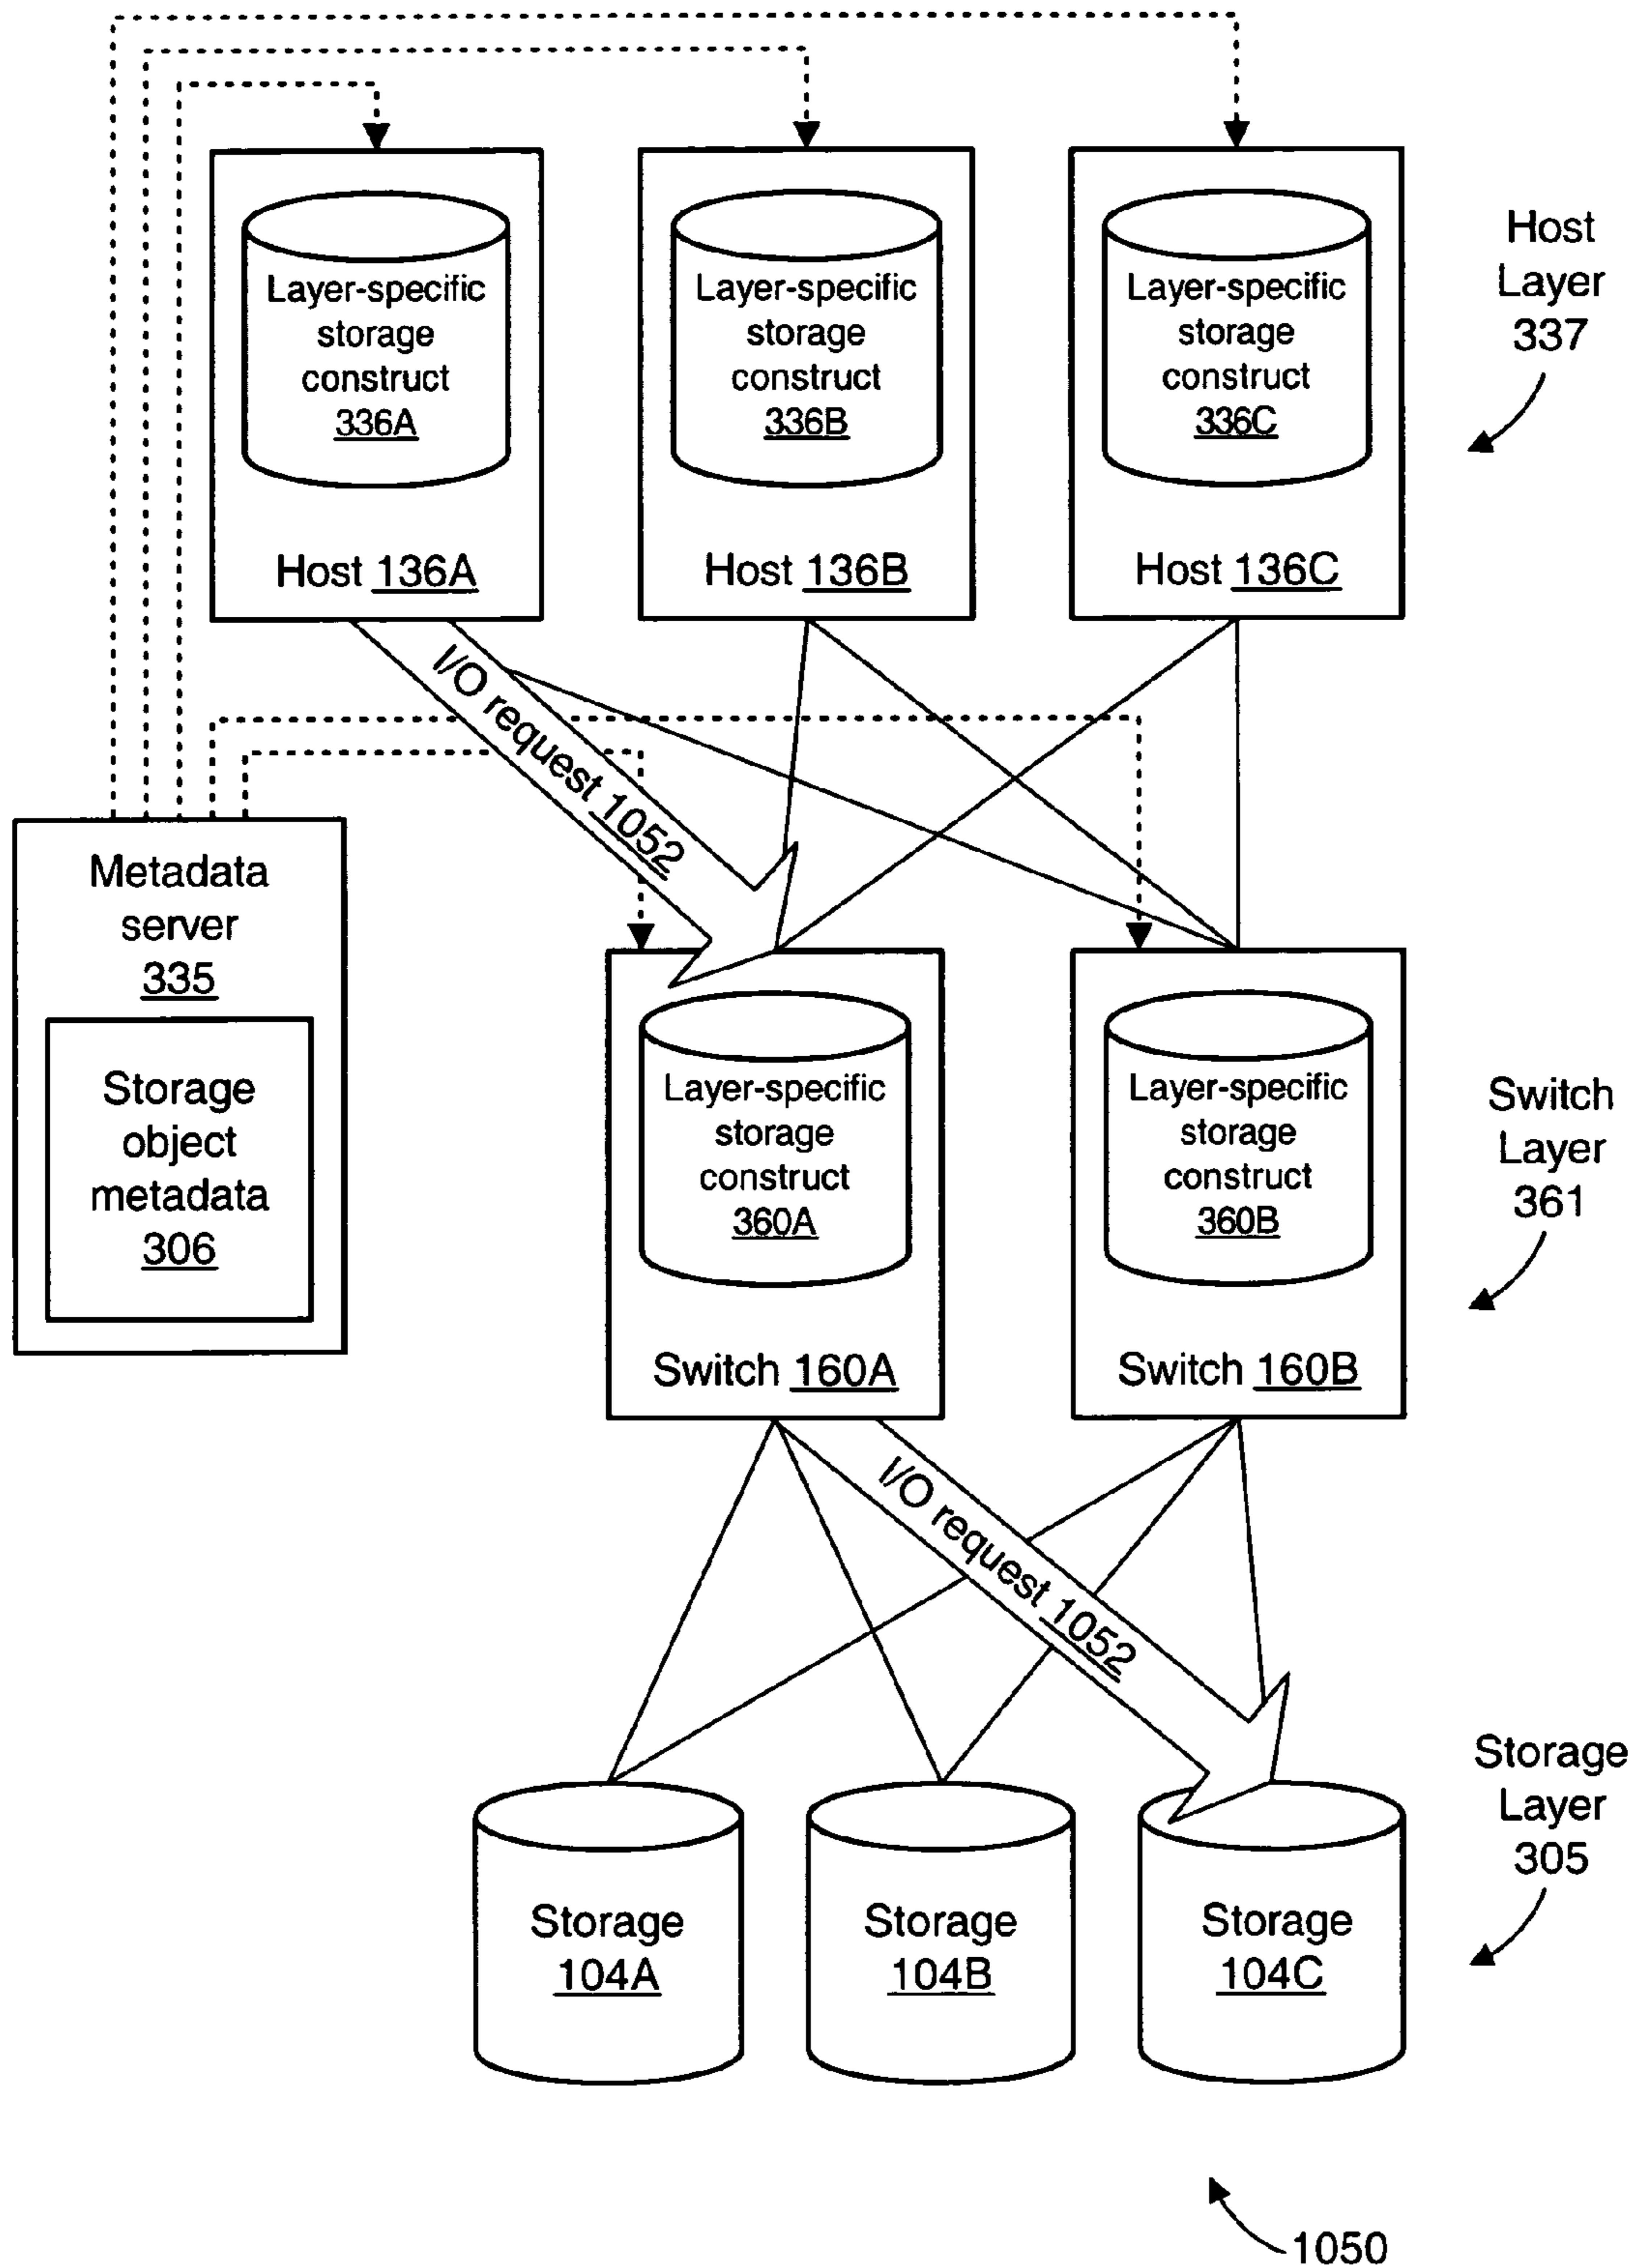 Layer-specific
storage
construct
336A
Host 136A
Layer-specific
storage
construct
336B
Host 136B
Layer-specific
storage
construct
336C
Host 136C
Host
Layer
337
I/O request 1052
Metadata
server
335
Storage
object
metadata
306
Layer-specific
storage
construct
360A
Switch 160A
Layer-specific
storage
construct
360B
Switch 160B
Switch
Layer
361
I/O request 1052
Storage
104A
Storage
104B
Storage
104C
Storage
Layer
305
1050